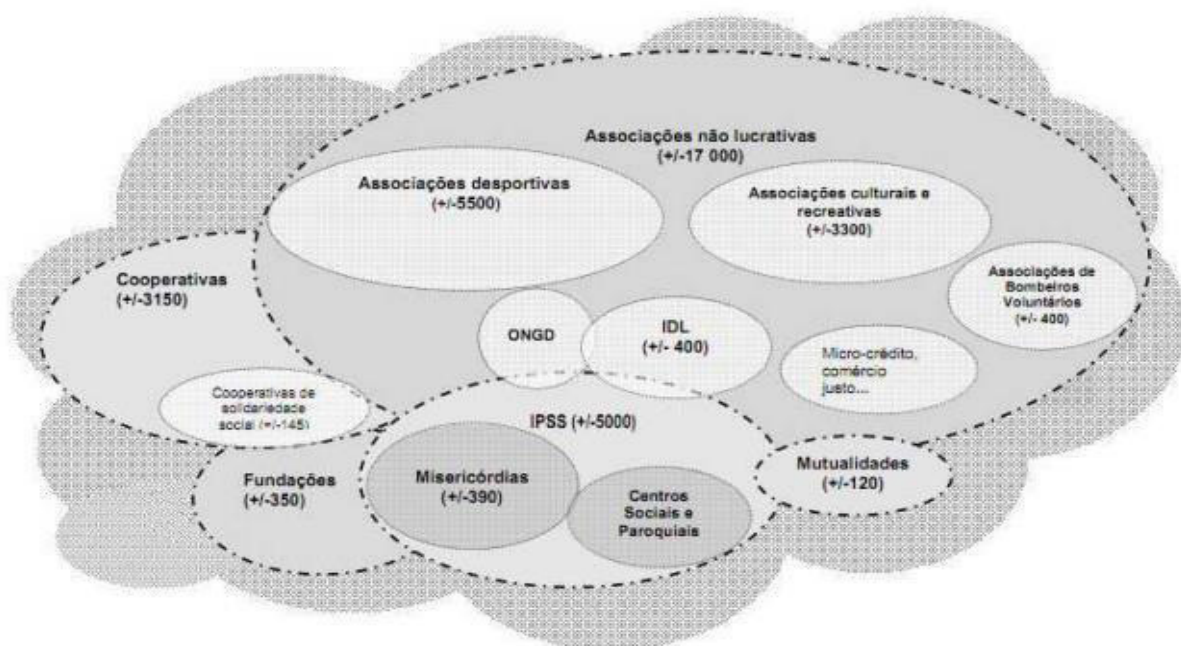 Associações não lucrativas
(+/-17 000)
Associações desportivas
(+/-5500)
Associações culturais e
recreativas
(+/-3300)
Cooperativas
(+/-3150)
Associações de
Bombeiros
Voluntários
(+/- 400)
ONGD
IDL
(+/- 400)
Micro-crédito,
comércio
justo...
Cooperativas de
solidariedade
social (+/-145)
IPSS (+/-5000)
Fundações
(+/-350)
Misericórdias
(+/-390)
Centros
Sociais e
Paroquiais
Mutualidades
(+/-120)